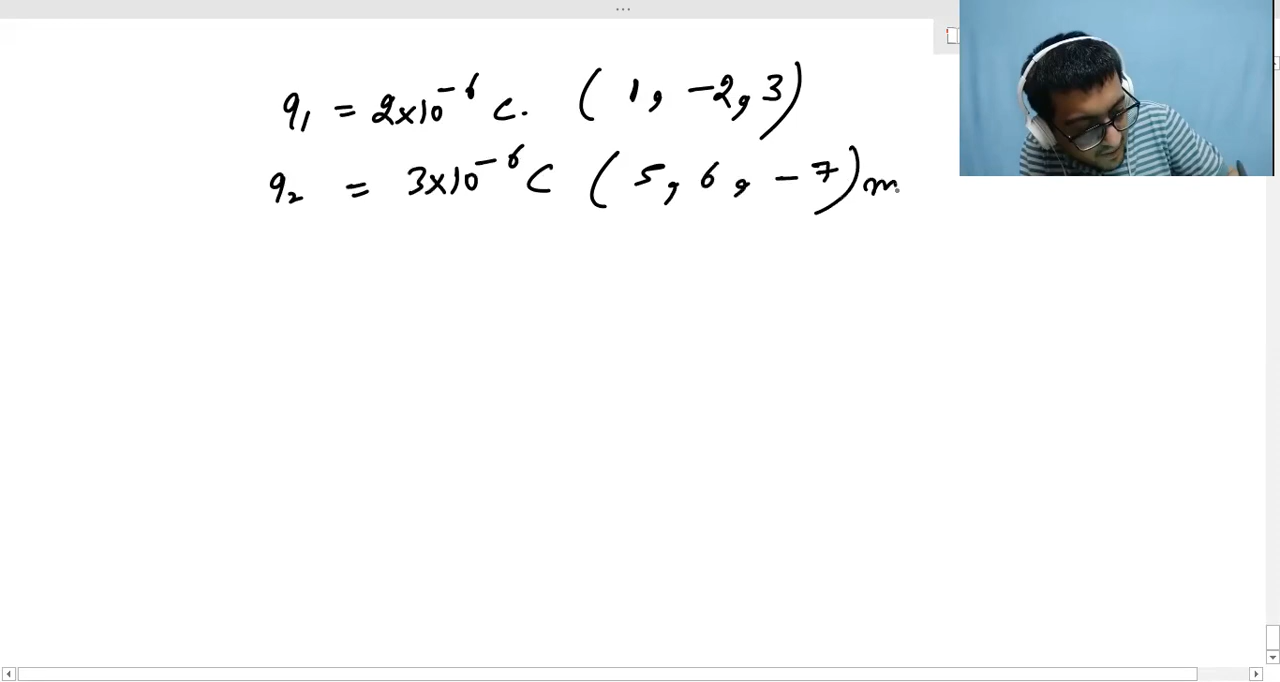 q₁ = 2×10⁻⁶ C. (1, -2, 3)
q₂ = 3×10⁻⁶ C (5, 6, -7)m